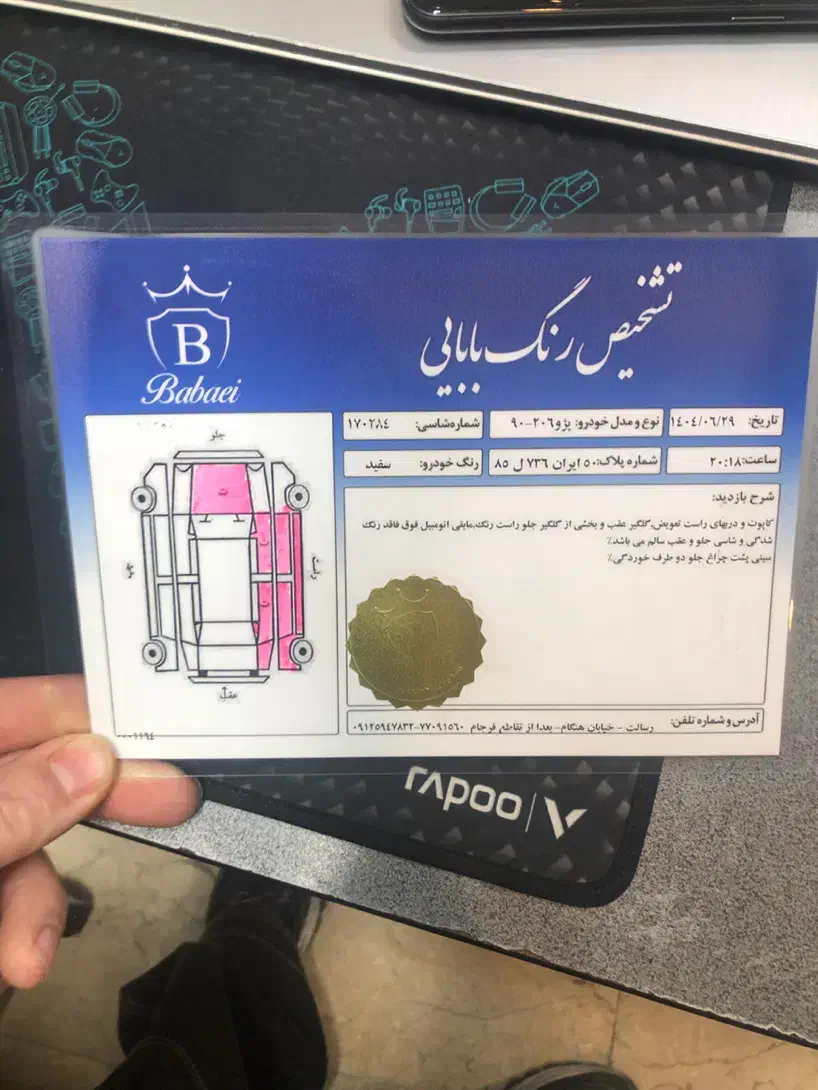 B
Babaei
تشخیص رنگ بابایی
تاریخ: ۱۴۰۴/۰۶/۲۹
نوع و مدل خودرو: پژو ۲۰۶-۹۰
شماره شاسی: ۱۷۰۲۸۴
ساعت: ۲۰:۱۸
شماره پلاک: ۵۰ ایران ۷۳۶ ل ۸۵
رنگ خودرو: سفید
جلو
راست
چپ
عقب
ت
شرح بازدید:
کاپوت و دربهای راست تعویض،گلگیر عقب و بخشی از گلگیر جلو راست رنگ،مابقی اتومبیل فوق فاقد رنگ
شدگی و شاسی جلو و عقب سالم می باشد٪
سینی پشت چراغ جلو دو طرف خوردگی٪
آدرس و شماره تلفن: رسالت - خیابان هنگام- بعد از تقاطع فرجام ۷۷۰۹۱۵۶۰-۰۹۱۲۵۹۴۷۸۳۲
rapoo | V